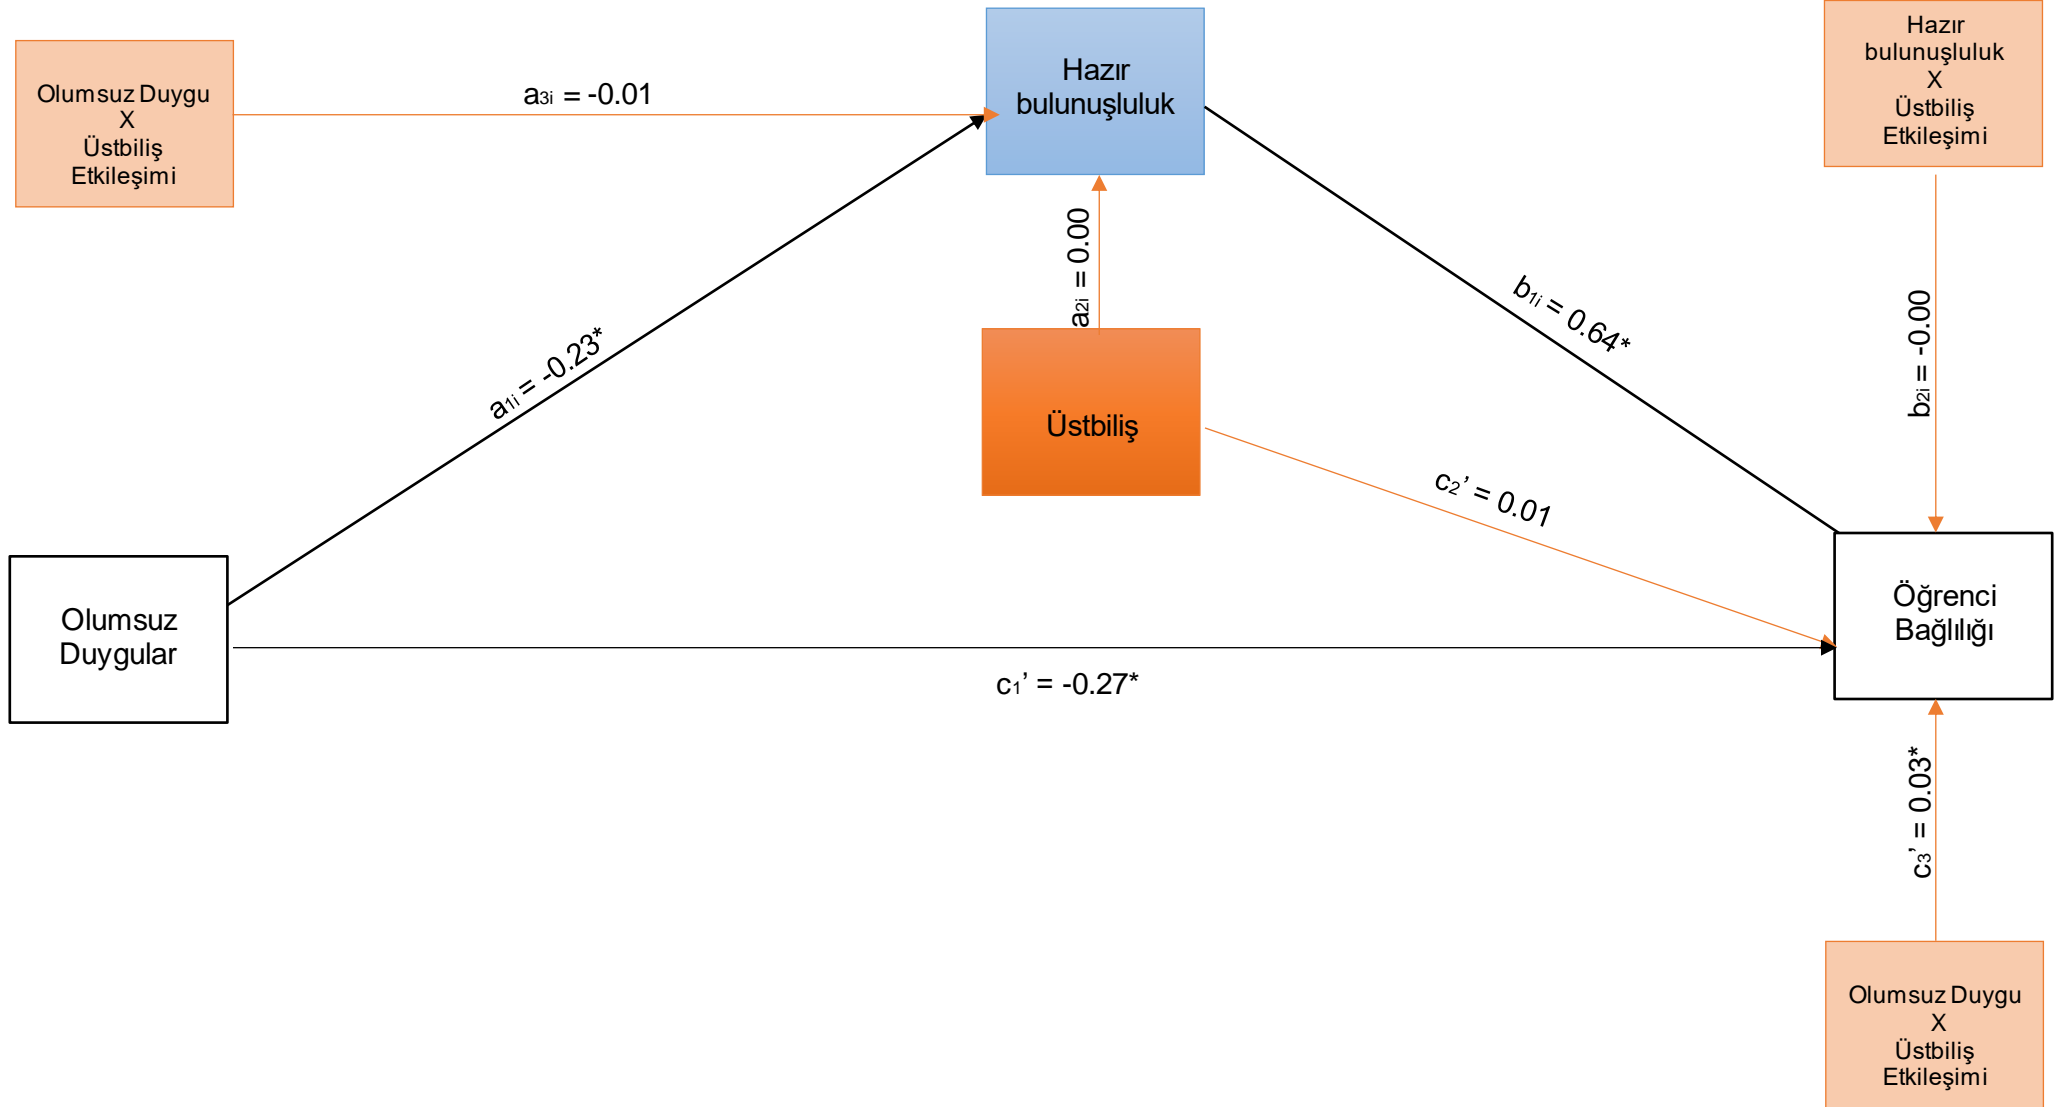 Olumsuz Duygu
X
Üstbiliş
Etkileşimi
a3i = -0.01
Hazır
bulunuşluluk
Hazır
bulunuşluluk
X
Üstbiliş
Etkileşimi
a2i = 0.00
b1i = 0.64*
b2i = -0.00
a1i = -0.23*
Üstbiliş
c2’ = 0.01
Olumsuz
Duygular
Öğrenci
Bağlılığı
c1’ = -0.27*
c3’ = 0.03*
Olumsuz Duygu
X
Üstbiliş
Etkileşimi